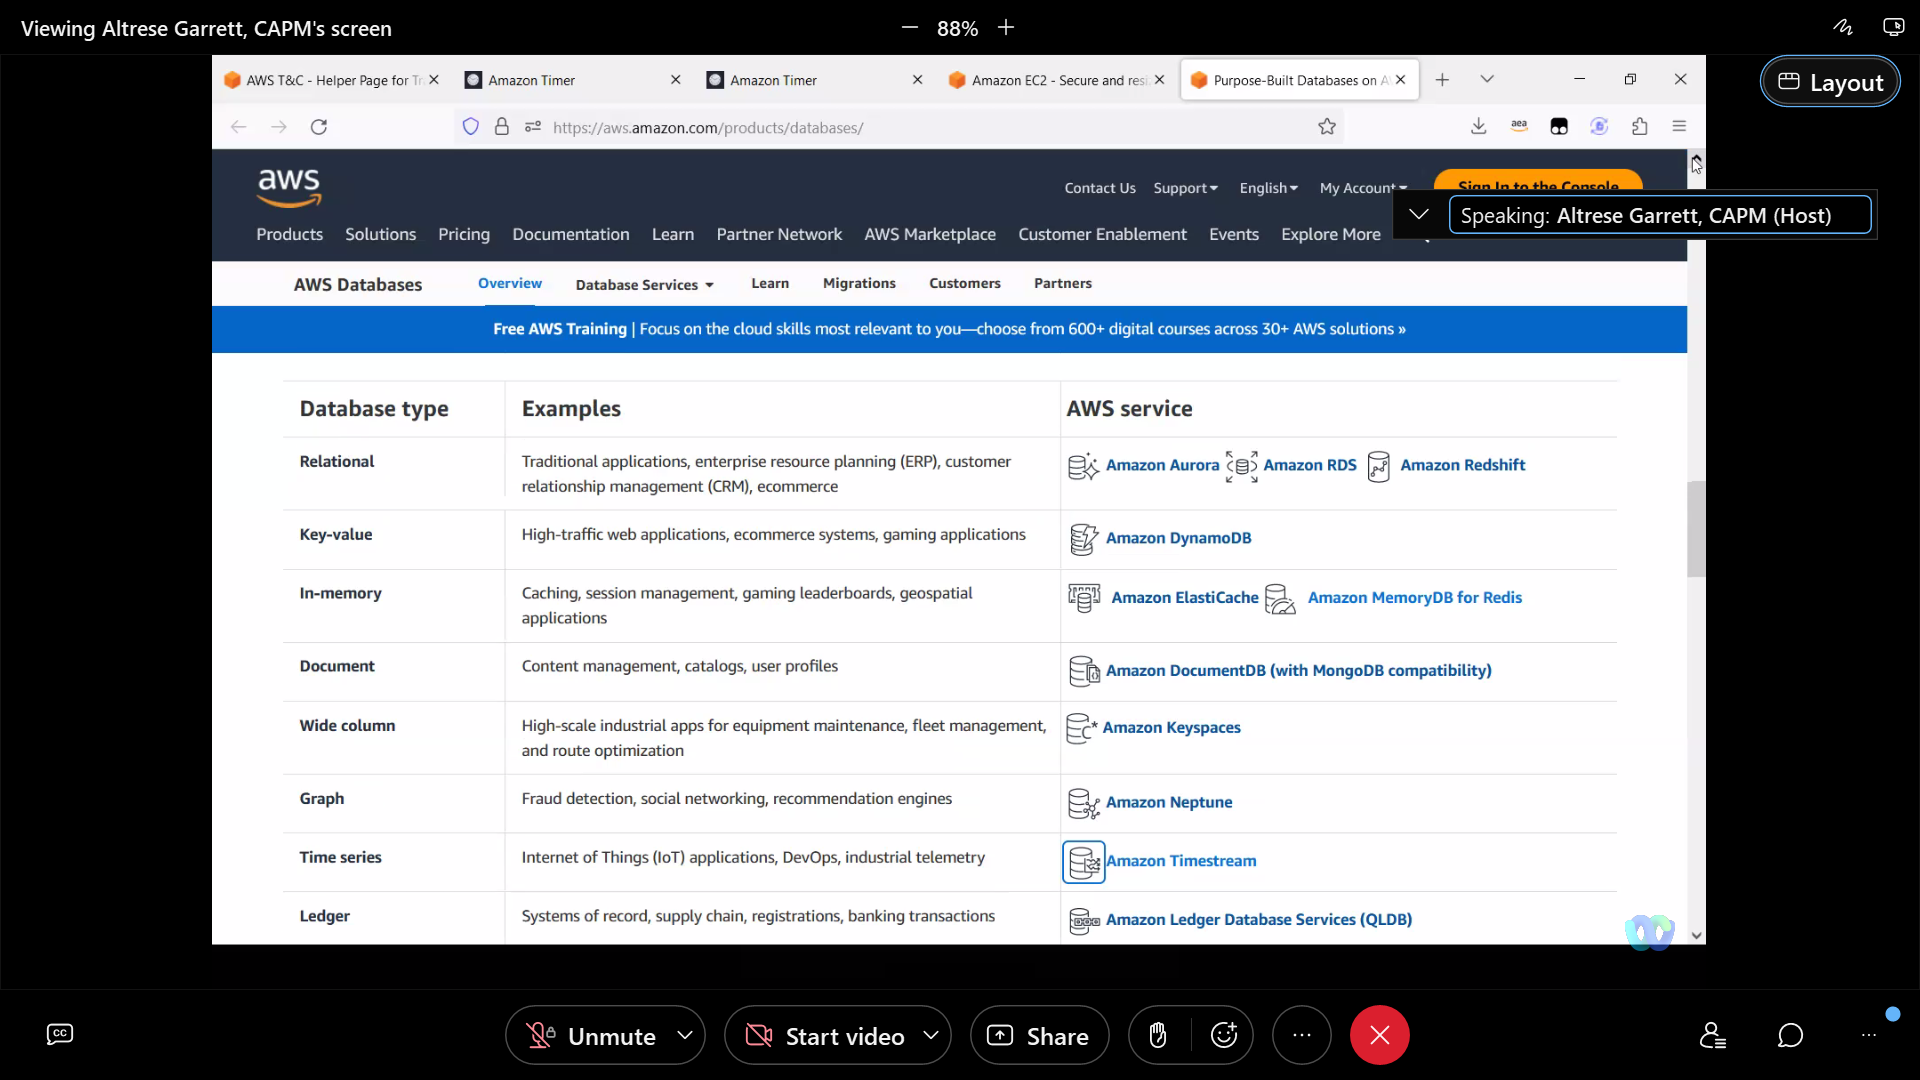 Viewing Altrese Garrett, CAPM's screen
88%
AWS T&C - Helper Page for Tr
Amazon Timer
Amazon Timer
Amazon EC2 - Secure and resi
Purpose-Built Databases on A
Layout
https://aws.amazon.com/products/databases/
aea
aws
Contact Us
Support
English
My Account
Sign In to the Console
Speaking: Altrese Garrett, CAPM (Host)
Products
Solutions
Pricing
Documentation
Learn
Partner Network
AWS Marketplace
Customer Enablement
Events
Explore More
AWS Databases
Overview
Database Services
Learn
Migrations
Customers
Partners
Free AWS Training | Focus on the cloud skills most relevant to you—choose from 600+ digital courses across 30+ AWS solutions »
Database type
Examples
AWS service
Relational
Traditional applications, enterprise resource planning (ERP), customer
relationship management (CRM), ecommerce
Amazon Aurora
Amazon RDS
Amazon Redshift
Key-value
High-traffic web applications, ecommerce systems, gaming applications
Amazon DynamoDB
In-memory
Caching, session management, gaming leaderboards, geospatial
applications
Amazon ElastiCache
Amazon MemoryDB for Redis
Document
Content management, catalogs, user profiles
Amazon DocumentDB (with MongoDB compatibility)
Wide column
High-scale industrial apps for equipment maintenance, fleet management,
and route optimization
Amazon Keyspaces
Graph
Fraud detection, social networking, recommendation engines
Amazon Neptune
Time series
Internet of Things (IoT) applications, DevOps, industrial telemetry
Amazon Timestream
Ledger
Systems of record, supply chain, registrations, banking transactions
Amazon Ledger Database Services (QLDB)
CC
Unmute
Start video
Share